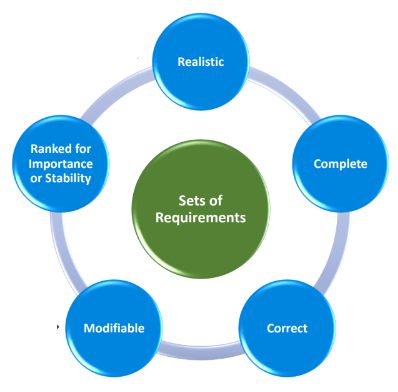 Realistic
Ranked for
Importance
or Stability
Complete
Sets of
Requirements
Modifiable
Correct